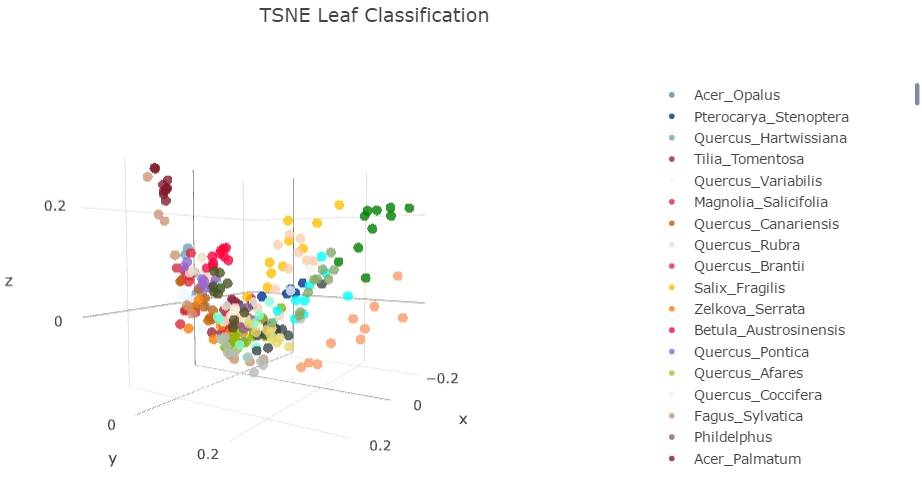 TSNE Leaf Classification
Acer_Opalus
Pterocarya_Stenoptera
Quercus_Hartwissiana
Tilia_Tomentosa
Quercus_Variabilis
Magnolia_Salicifolia
Quercus_Canariensis
Quercus_Rubra
Quercus_Brantii
Salix_Fragilis
Zelkova_Serrata
Betula_Austrosinensis
Quercus_Pontica
Quercus_Afares
Quercus_Coccifera
Fagus_Sylvatica
Phildelphus
Acer_Palmatum
0.2
z
0
−0.2
0
x
0.2
0
0.2
y